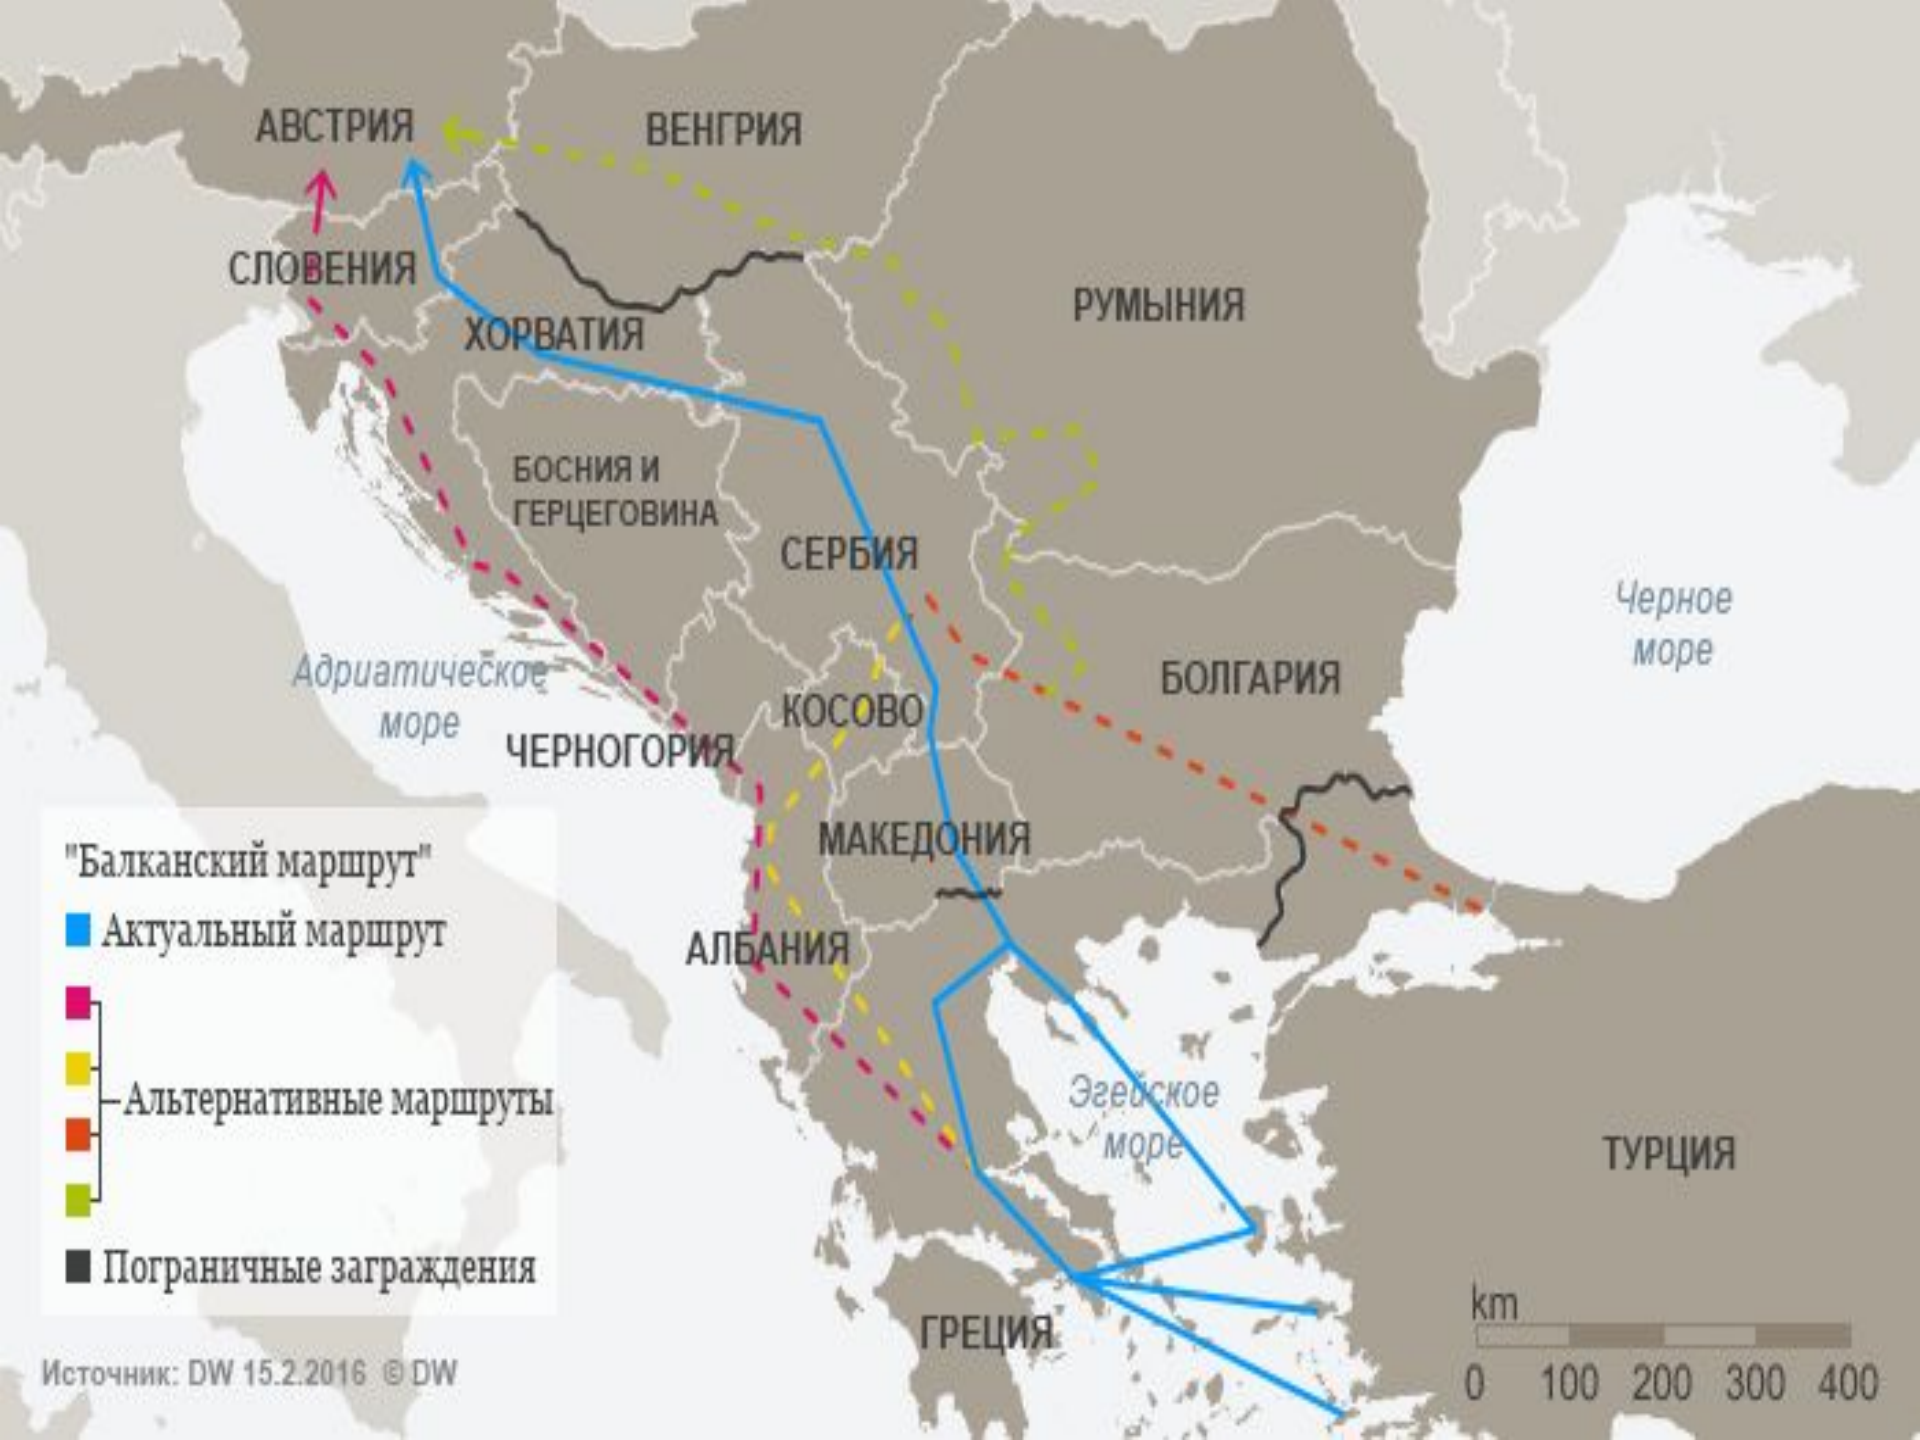 АВСТРИЯ
ВЕНГРИЯ
СЛОВЕНИЯ
ХОРВАТИЯ
РУМЫНИЯ
БОСНИЯ И
ГЕРЦЕГОВИНА
СЕРБИЯ
Черное
море
Адриатическое
море
КОСОВО
БОЛГАРИЯ
ЧЕРНОГОРИЯ
МАКЕДОНИЯ
"Балканский маршрут"
Актуальный маршрут
АЛБАНИЯ
Альтернативные маршруты
Эгейское
море
ТУРЦИЯ
Пограничные заграждения
ГРЕЦИЯ
km
0 100 200 300 400
Источник: DW 15.2.2016 © DW